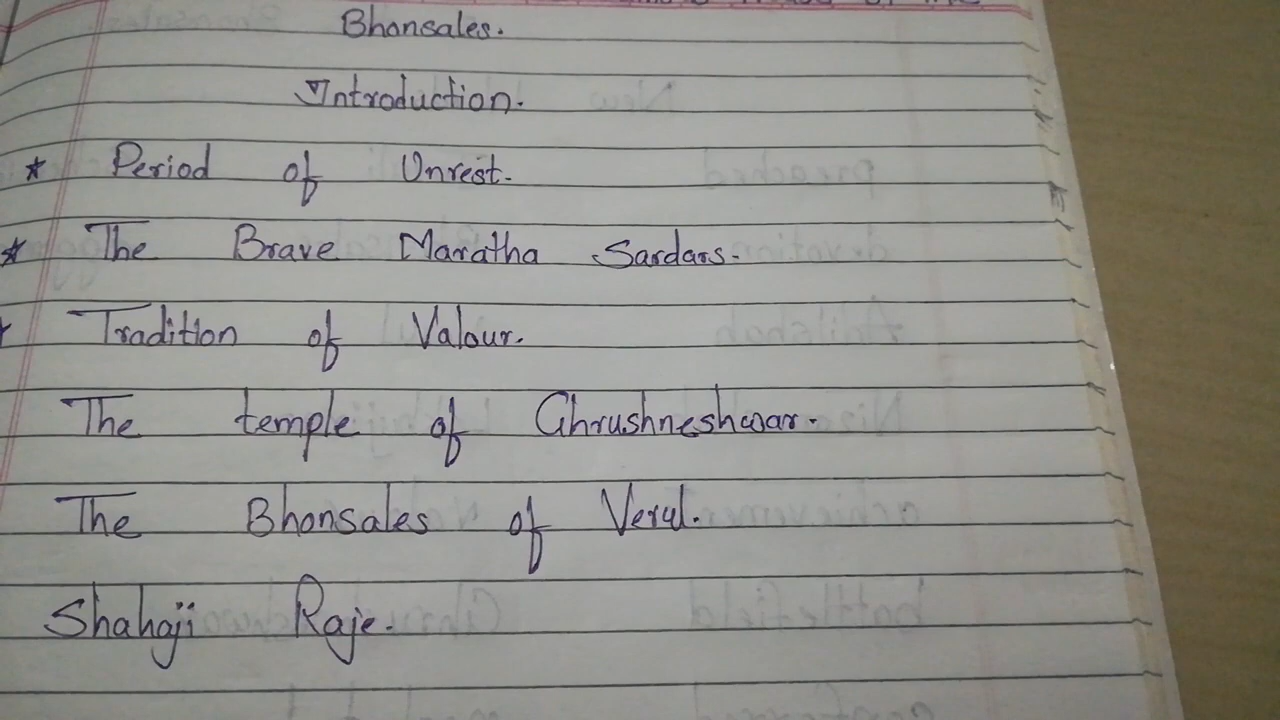 Bhonsales.
Introduction.
* Period of Unrest.
* The Brave Maratha Sardars.
Tradition of Valour.
The temple of Ghrushneshwar.
The Bhonsales of Verul.
Shahaji Raje.